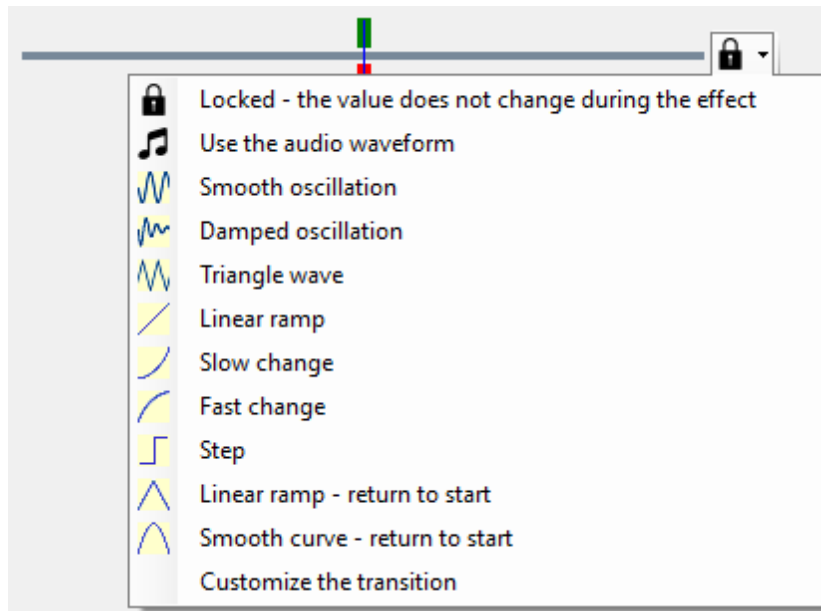 Locked - the value does not change during the effect
Use the audio waveform
Smooth oscillation
Damped oscillation
Triangle wave
Linear ramp
Slow change
Fast change
Step
Linear ramp - return to start
Smooth curve - return to start
Customize the transition